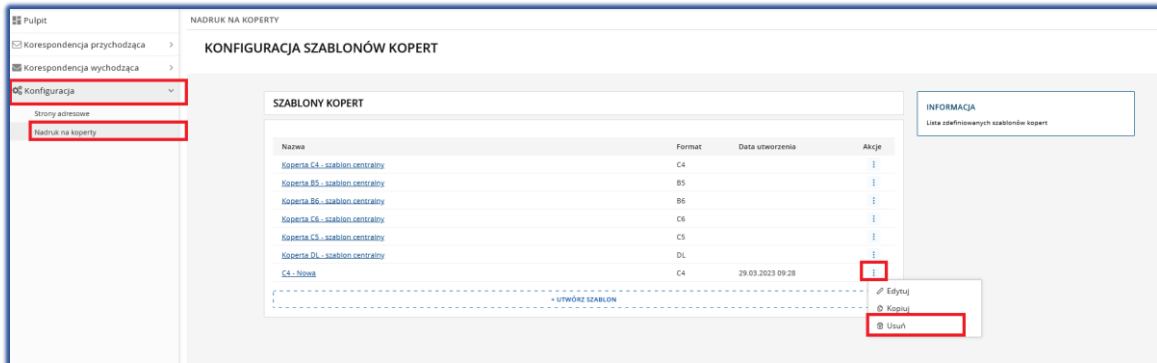 Pulpit
Korespondencja przychodząca
Korespondencja wychodząca
Konfiguracja
Strony adresowe
Nadruk na koperty
NADRUK NA KOPERTY
KONFIGURACJA SZABLONÓW KOPERT
SZABLONY KOPERT
Nazwa Format Data utworzenia Akcje
Koperta C4 - szablon centralny C4
Koperta B5 - szablon centralny B5
Koperta B6 - szablon centralny B6
Koperta C6 - szablon centralny C6
Koperta C5 - szablon centralny C5
Koperta DL - szablon centralny DL
C4 - Nowa C4 29.03.2023 09:28
+ UTWÓRZ SZABLON
Edytuj
Kopiuj
Usuń
INFORMACJA
Lista zdefiniowanych szablonów kopert